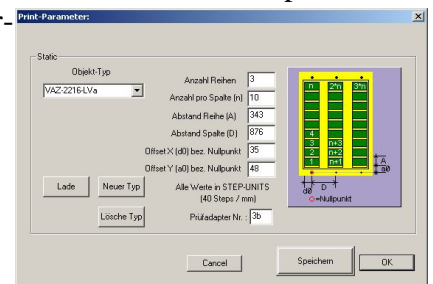 Print-Parameter:
r-
Static
Objekt-Typ
VAZ-2216-LVa
Anzahl Reihen 3
Anzahl pro Spalte (n) 10
Abstand Reihe (A) 343
Abstand Spalte (D) 876
Offset X (d0) bez. Nullpunkt 35
Offset Y (a0) bez. Nullpunkt 48
Lade
Neuer Typ
Alle Werte in STEP-UNITS
(40 Steps / mm)
Lösche Typ
Prüfadapter Nr. : 3b
n 2*n 3*n
4
3 n+3
2 n+2
1 n+1
A
a0
d0 D
=Nullpunkt
Cancel
Speichern
OK